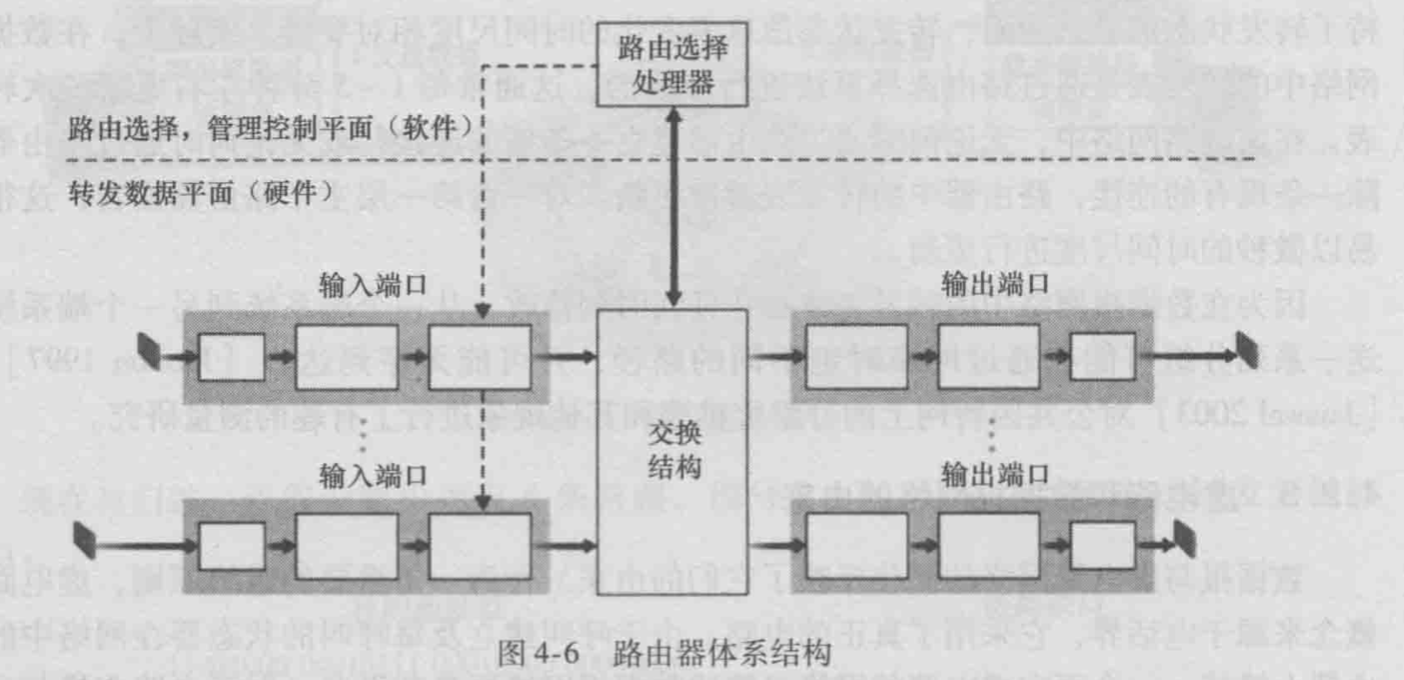 路由选择
处理器
路由选择，管理控制平面（软件）
转发数据平面（硬件）
输入端口
输出端口
交换
结构
输入端口
输出端口
图 4-6 路由器体系结构